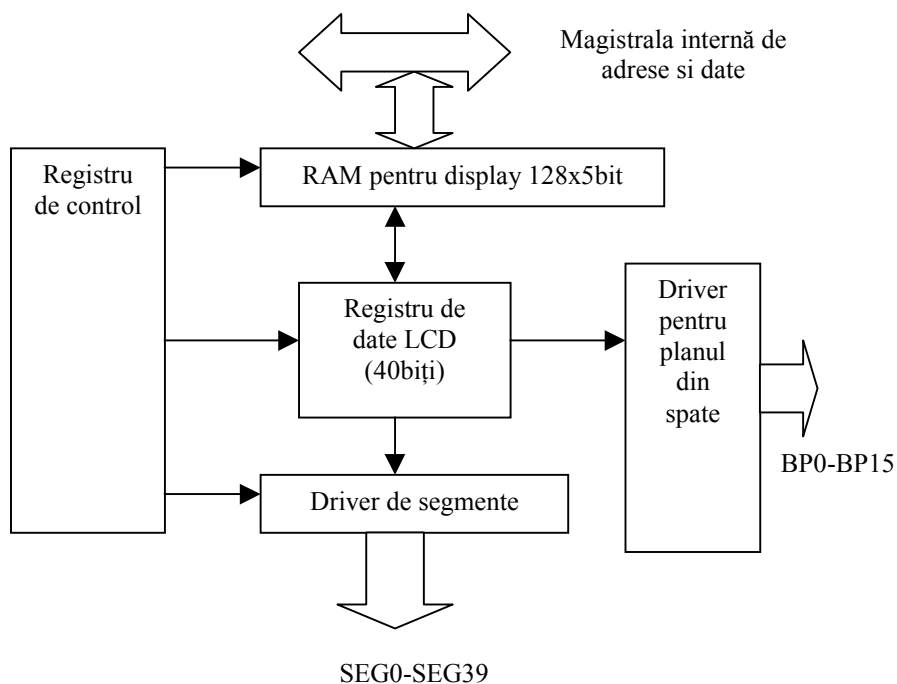 Magistrala internă de
adrese si date
Registru
de control
RAM pentru display 128x5bit
Registru de
date LCD
(40biți)
Driver
pentru
planul
din
spate
BP0-BP15
Driver de segmente
SEG0-SEG39